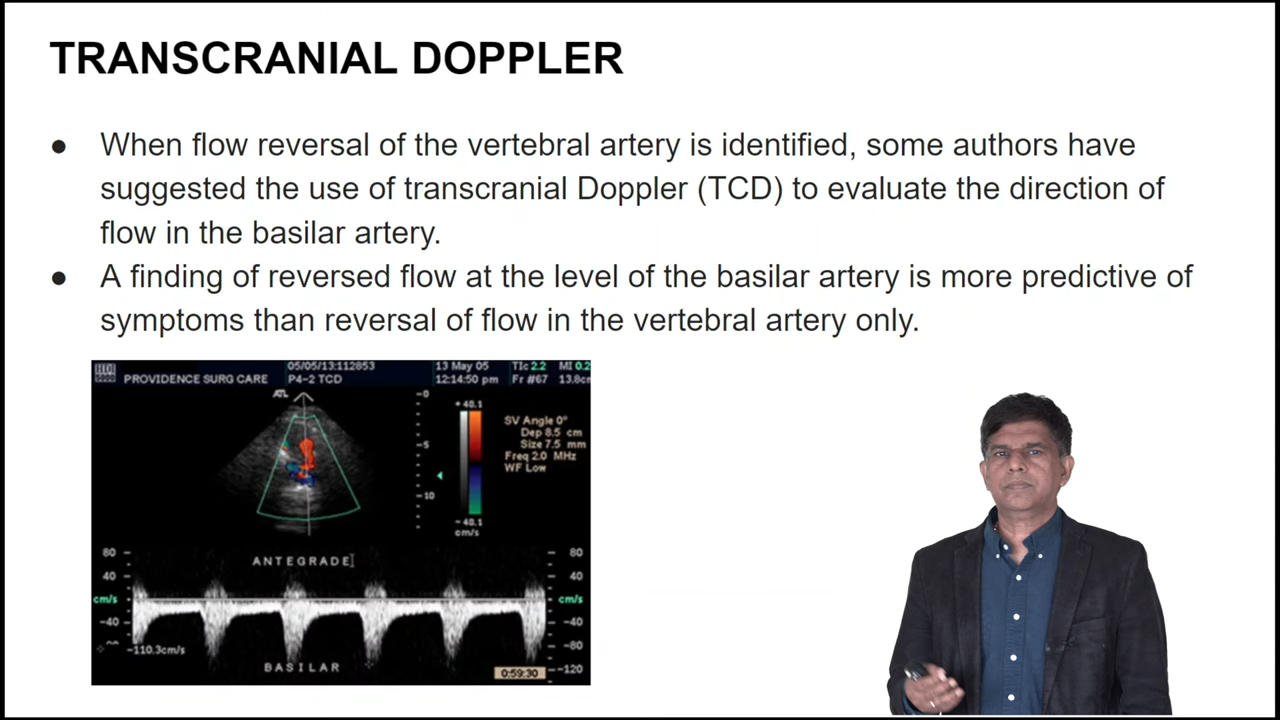 TRANSCRANIAL DOPPLER
● When flow reversal of the vertebral artery is identified, some authors have
suggested the use of transcranial Doppler (TCD) to evaluate the direction of
flow in the basilar artery.
● A finding of reversed flow at the level of the basilar artery is more predictive of
symptoms than reversal of flow in the vertebral artery only.
05/05/13:112853 13 May 05 TIc 2.2 MI 0.2
PROVIDENCE SURG CARE P4-2 TCD 12:14:50 pm Fr #67 13.8c
ATL
-0
+ 48.1
SV Angle 0°
Dep 8.5 cm
-5 Size 7.5 mm
Freq 2.0 MHz
WF Low
-10
- 48.1
cm/s
80 80
ANTEGRADE
40 40
cm/s cm/s
-40 -40
-110.3cm/s -80
BASILAR 0:59:30 -120